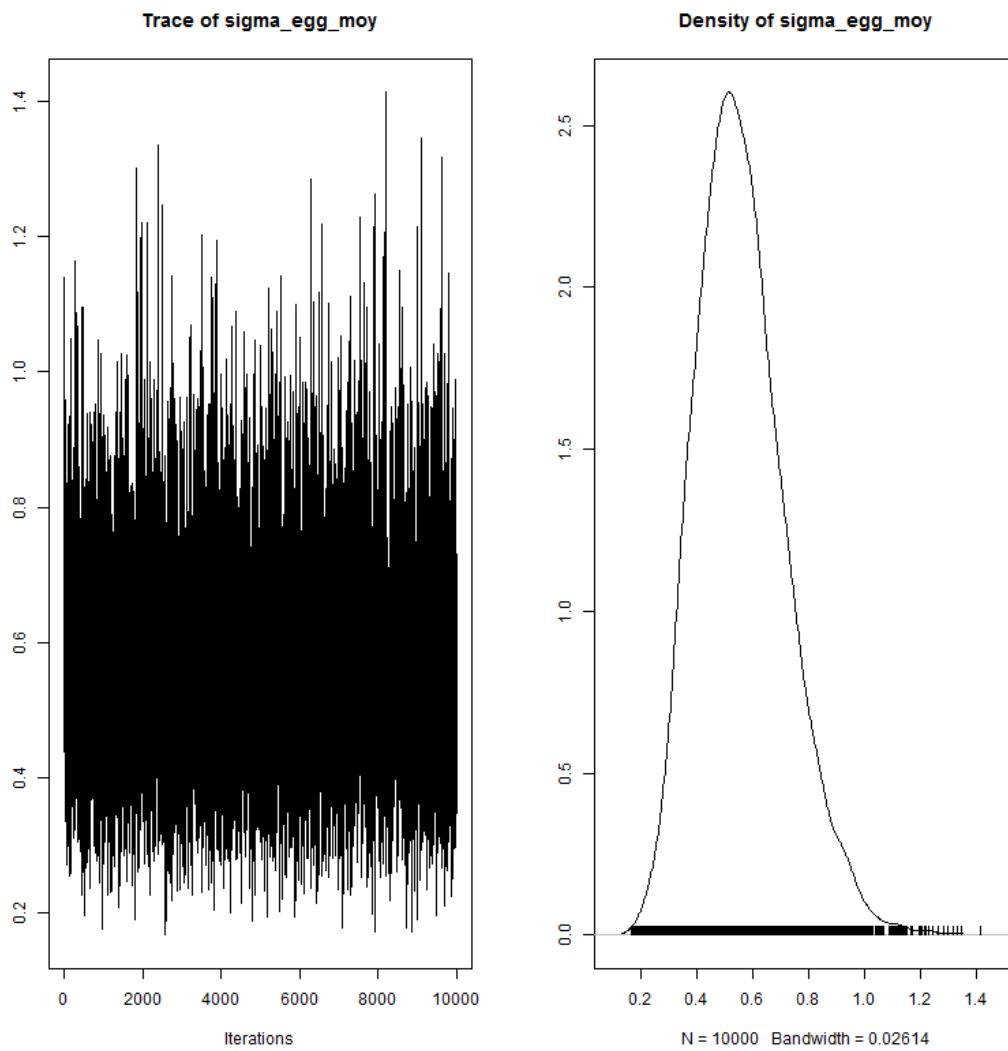 Trace of sigma_egg_moy
1.4
1.2
1.0
0.8
0.6
0.4
0.2
0 2000 4000 6000 8000 10000
Iterations
Density of sigma_egg_moy
2.5
2.0
1.5
1.0
0.5
0.0
0.2 0.4 0.6 0.8 1.0 1.2 1.4
N = 10000 Bandwidth = 0.02614